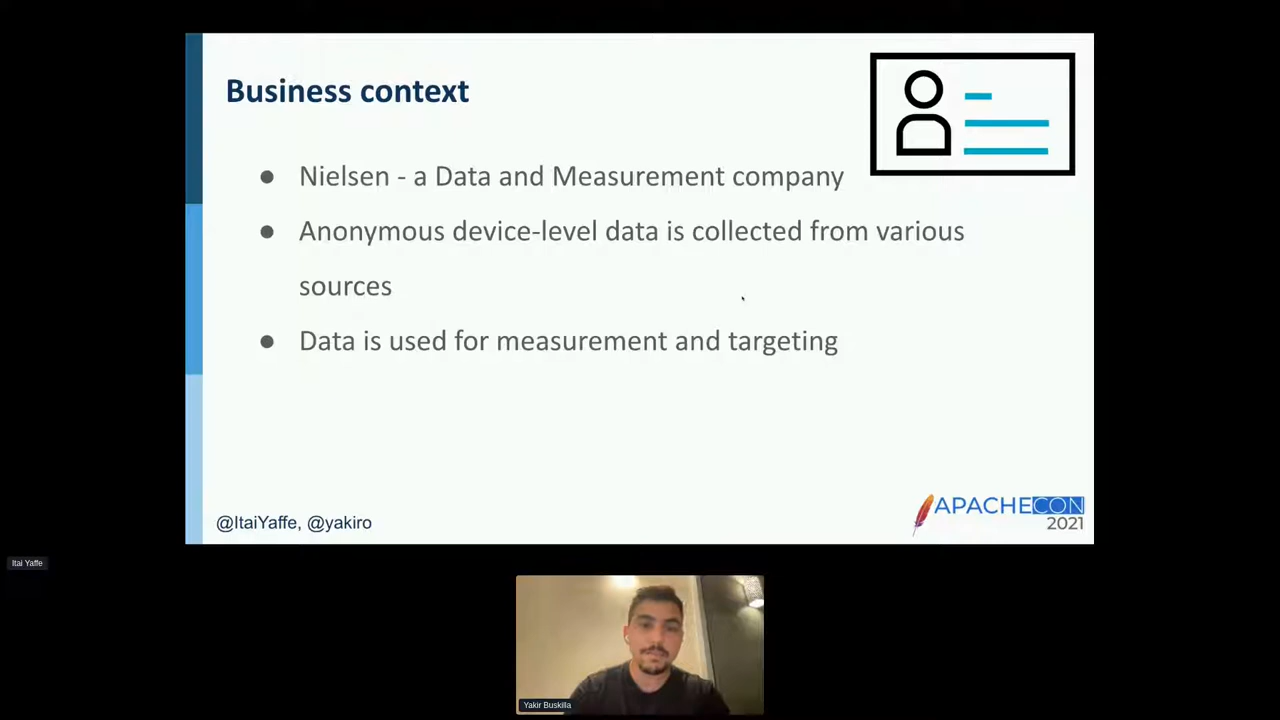 Business context
● Nielsen - a Data and Measurement company
● Anonymous device-level data is collected from various
sources
● Data is used for measurement and targeting
@ItaiYaffe, @yakiro
APACHECON
2021
Itai Yaffe
Yakir Buskilla